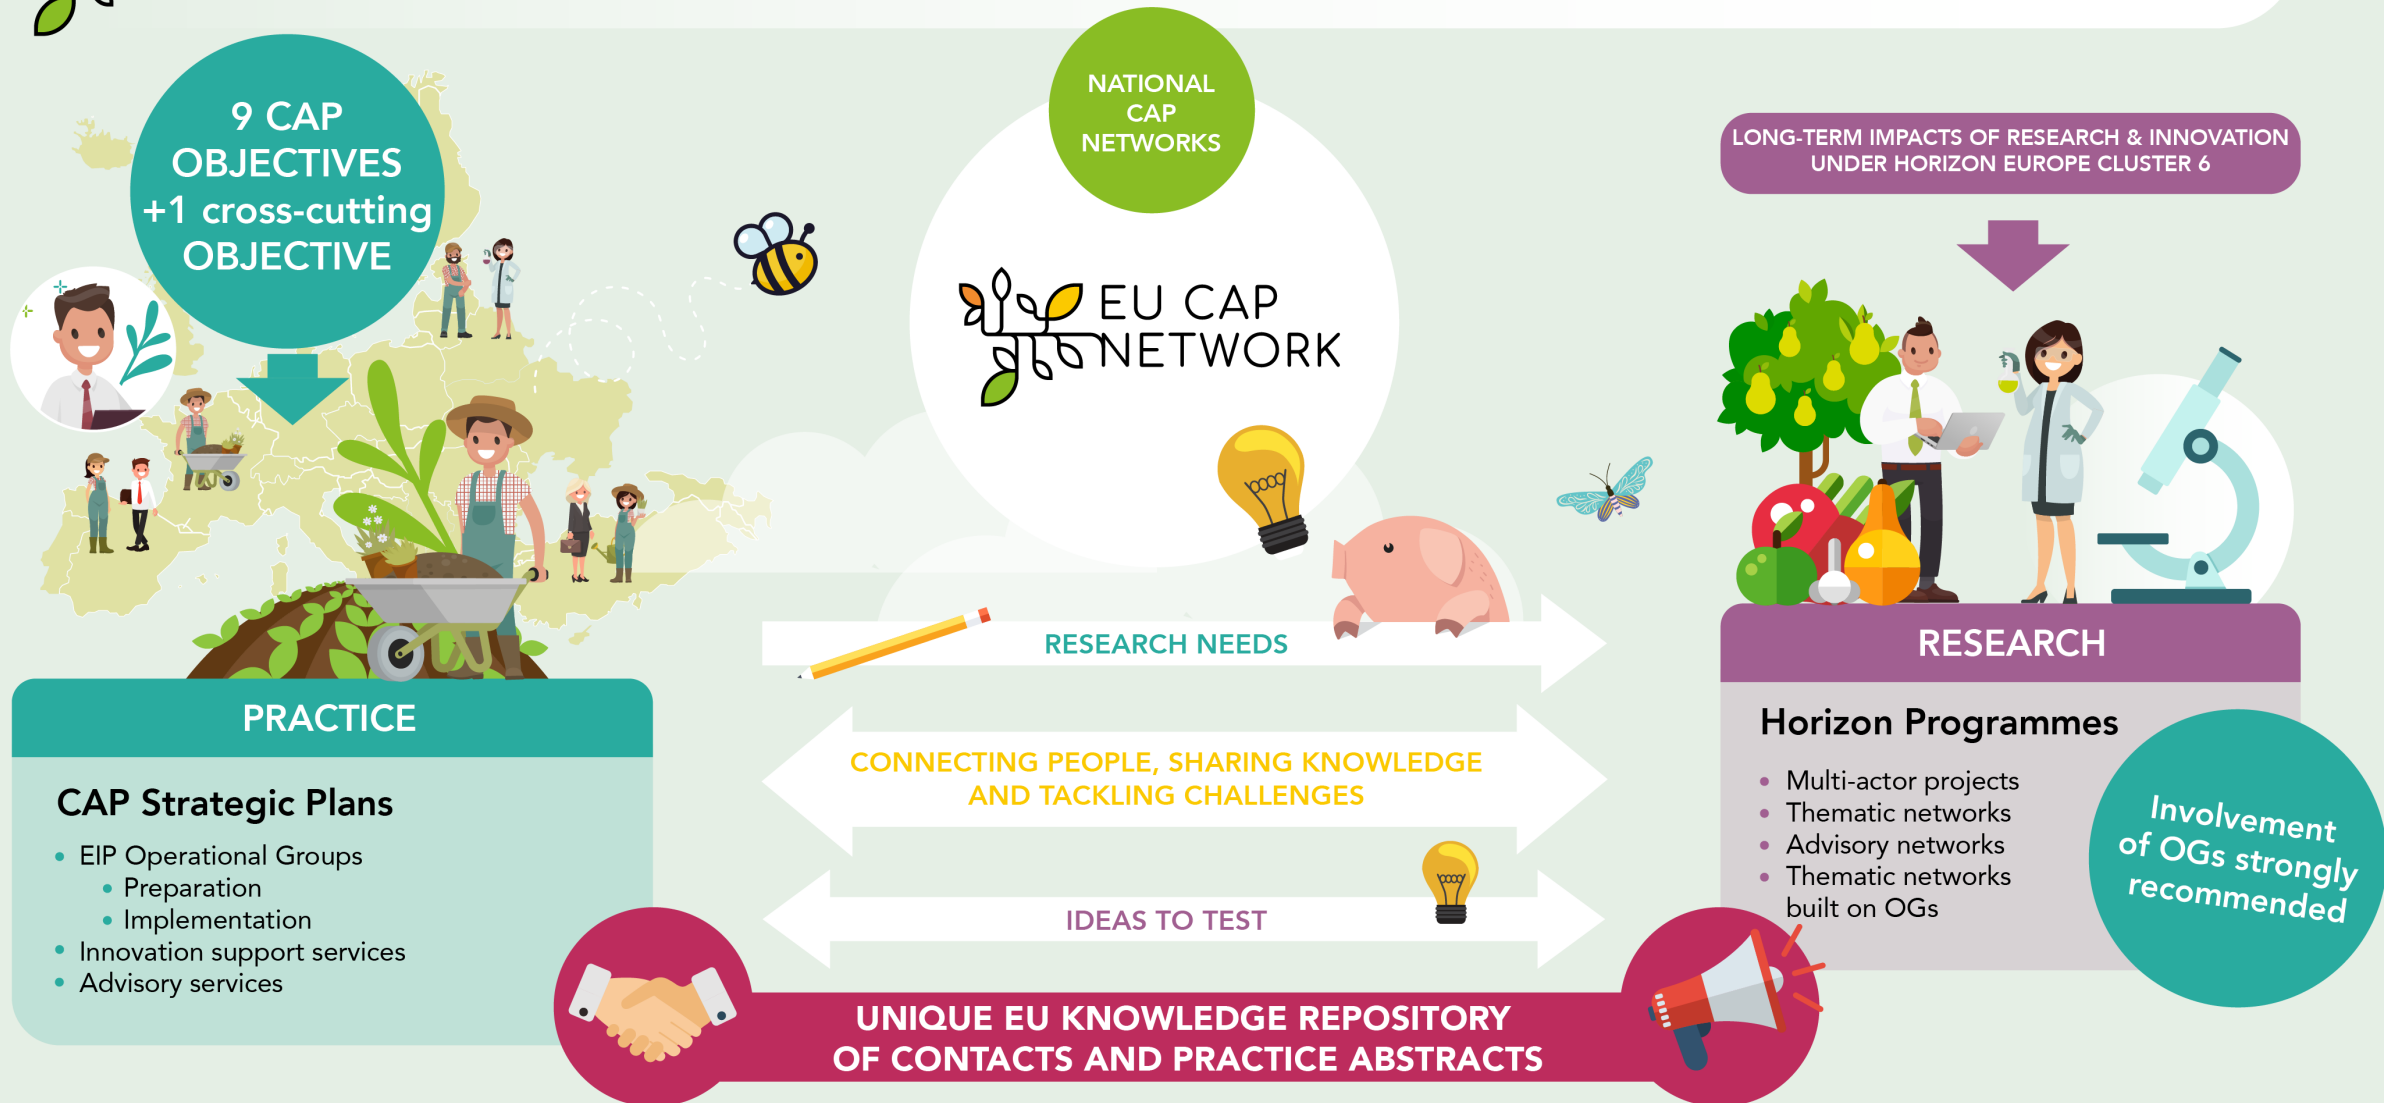 9 CAP
OBJECTIVES
+1 cross-cutting
OBJECTIVE
NATIONAL
CAP
NETWORKS
EU CAP
NETWORK
LONG-TERM IMPACTS OF RESEARCH & INNOVATION
UNDER HORIZON EUROPE CLUSTER 6
PRACTICE
CAP Strategic Plans
• EIP Operational Groups
• Preparation
• Implementation
• Innovation support services
• Advisory services
RESEARCH NEEDS
CONNECTING PEOPLE, SHARING KNOWLEDGE
AND TACKLING CHALLENGES
IDEAS TO TEST
RESEARCH
Horizon Programmes
• Multi-actor projects
• Thematic networks
• Advisory networks
• Thematic networks
built on OGs
Involvement
of OGs strongly
recommended
UNIQUE EU KNOWLEDGE REPOSITORY
OF CONTACTS AND PRACTICE ABSTRACTS